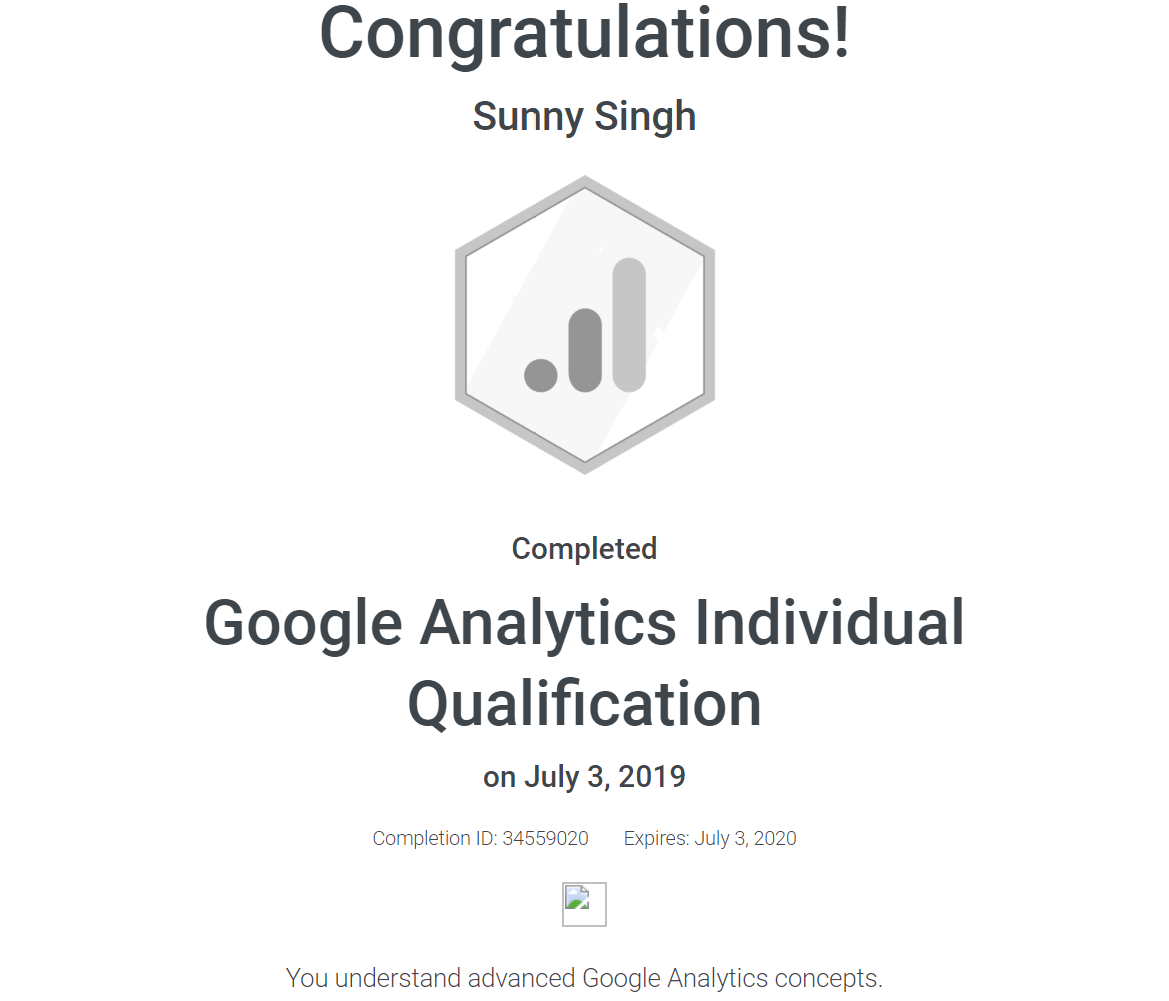 Congratulations!
Sunny Singh
Completed
Google Analytics Individual
Qualification
on July 3, 2019
Completion ID: 34559020 Expires: July 3, 2020
You understand advanced Google Analytics concepts.